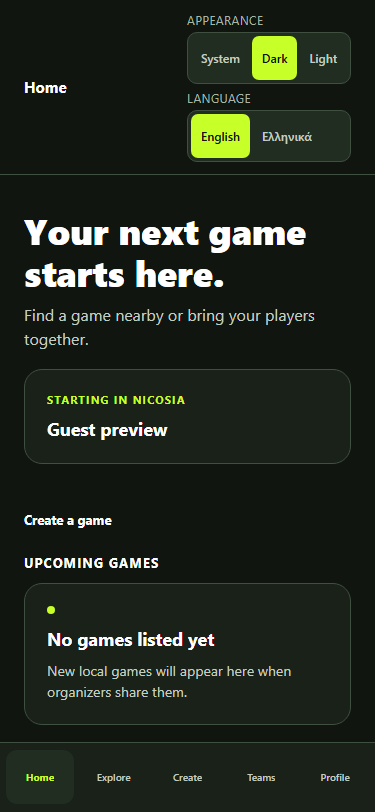 APPEARANCE
System Dark Light
Home
LANGUAGE
English Ελληνικά
Your next game
starts here.
Find a game nearby or bring your players
together.
STARTING IN NICOSIA
Guest preview
Create a game
UPCOMING GAMES
No games listed yet
New local games will appear here when
organizers share them.
Home Explore Create Teams Profile